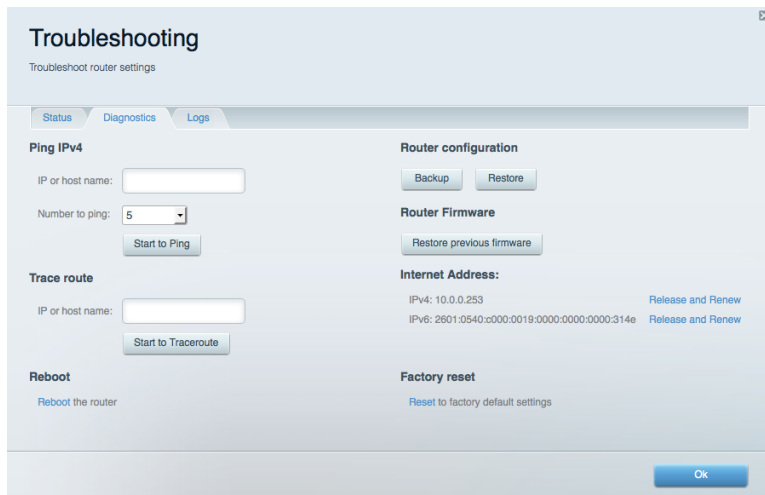 Troubleshooting
Troubleshoot router settings
Status
Diagnostics
Logs
Ping IPv4
IP or host name:
Number to ping:
5
Start to Ping
Trace route
IP or host name:
Start to Traceroute
Reboot
Reboot the router
Router configuration
Backup
Restore
Router Firmware
Restore previous firmware
Internet Address:
IPv4: 10.0.0.253
Release and Renew
IPv6: 2601:0540:c000:0019:0000:0000:0000:314e
Release and Renew
Factory reset
Reset to factory default settings
Ok